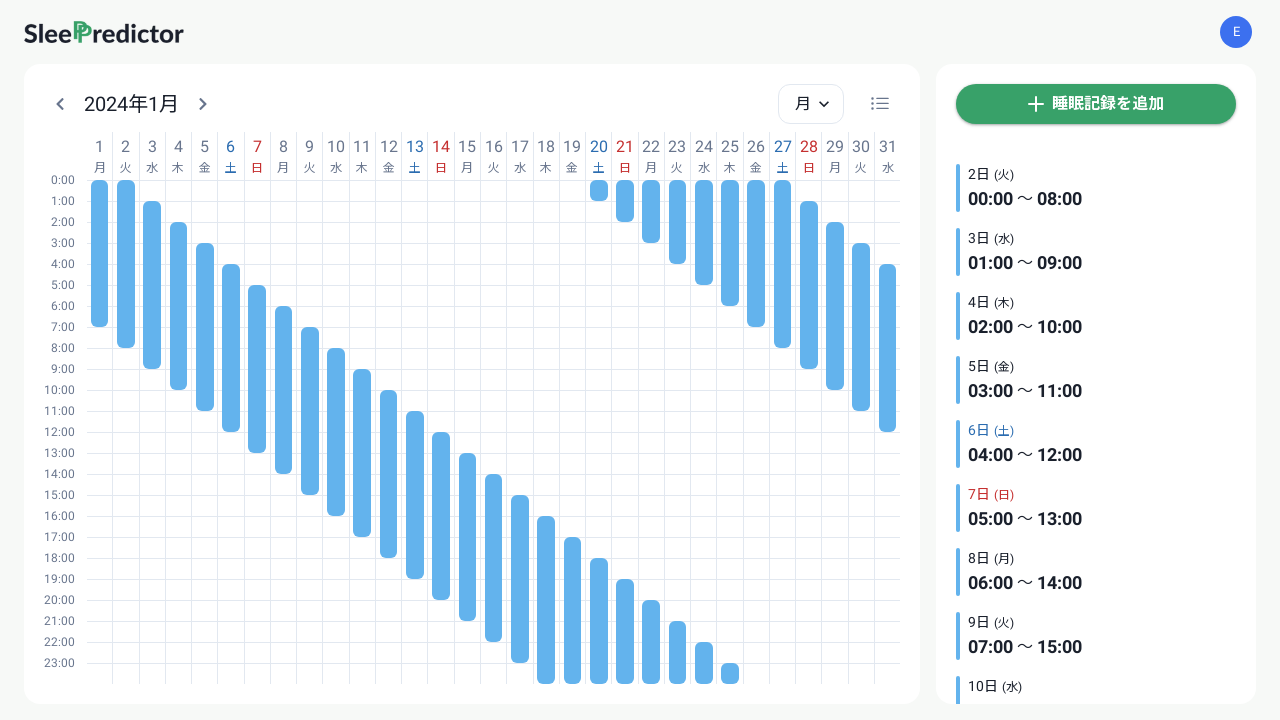 SleePredictor
E
2024年1月
月
睡眠記録を追加
1 2 3 4 5 6 7 8 9 10 11 12 13 14 15 16 17 18 19 20 21 22 23 24 25 26 27 28 29 30 31
月 火 水 木 金 土 日 月 火 水 木 金 土 日 月 火 水 木 金 土 日 月 火 水 木 金 土 日 月 火 水
0:00
1:00
2:00
3:00
4:00
5:00
6:00
7:00
8:00
9:00
10:00
11:00
12:00
13:00
14:00
15:00
16:00
17:00
18:00
19:00
20:00
21:00
22:00
23:00
2日 (火)
00:00 〜 08:00
3日 (水)
01:00 〜 09:00
4日 (木)
02:00 〜 10:00
5日 (金)
03:00 〜 11:00
6日 (土)
04:00 〜 12:00
7日 (日)
05:00 〜 13:00
8日 (月)
06:00 〜 14:00
9日 (火)
07:00 〜 15:00
10日 (水)